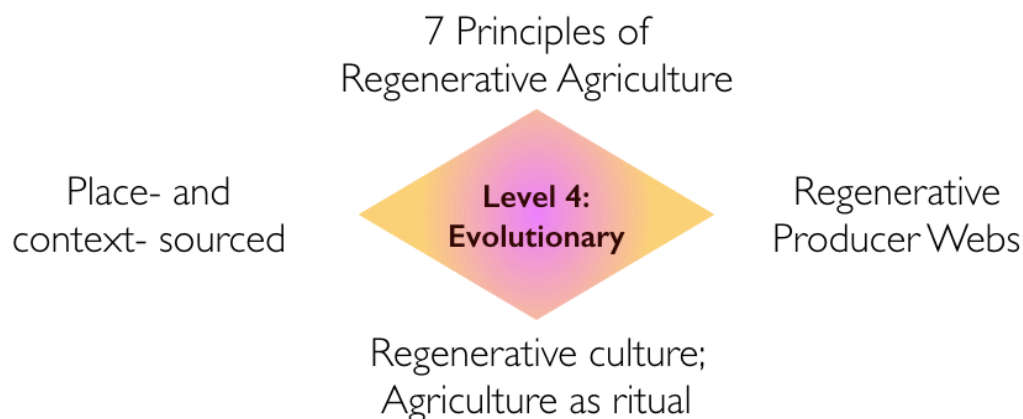 7 Principles of
Regenerative Agriculture
Place- and
context- sourced
Level 4:
Evolutionary
Regenerative
Producer Webs
Regenerative culture;
Agriculture as ritual